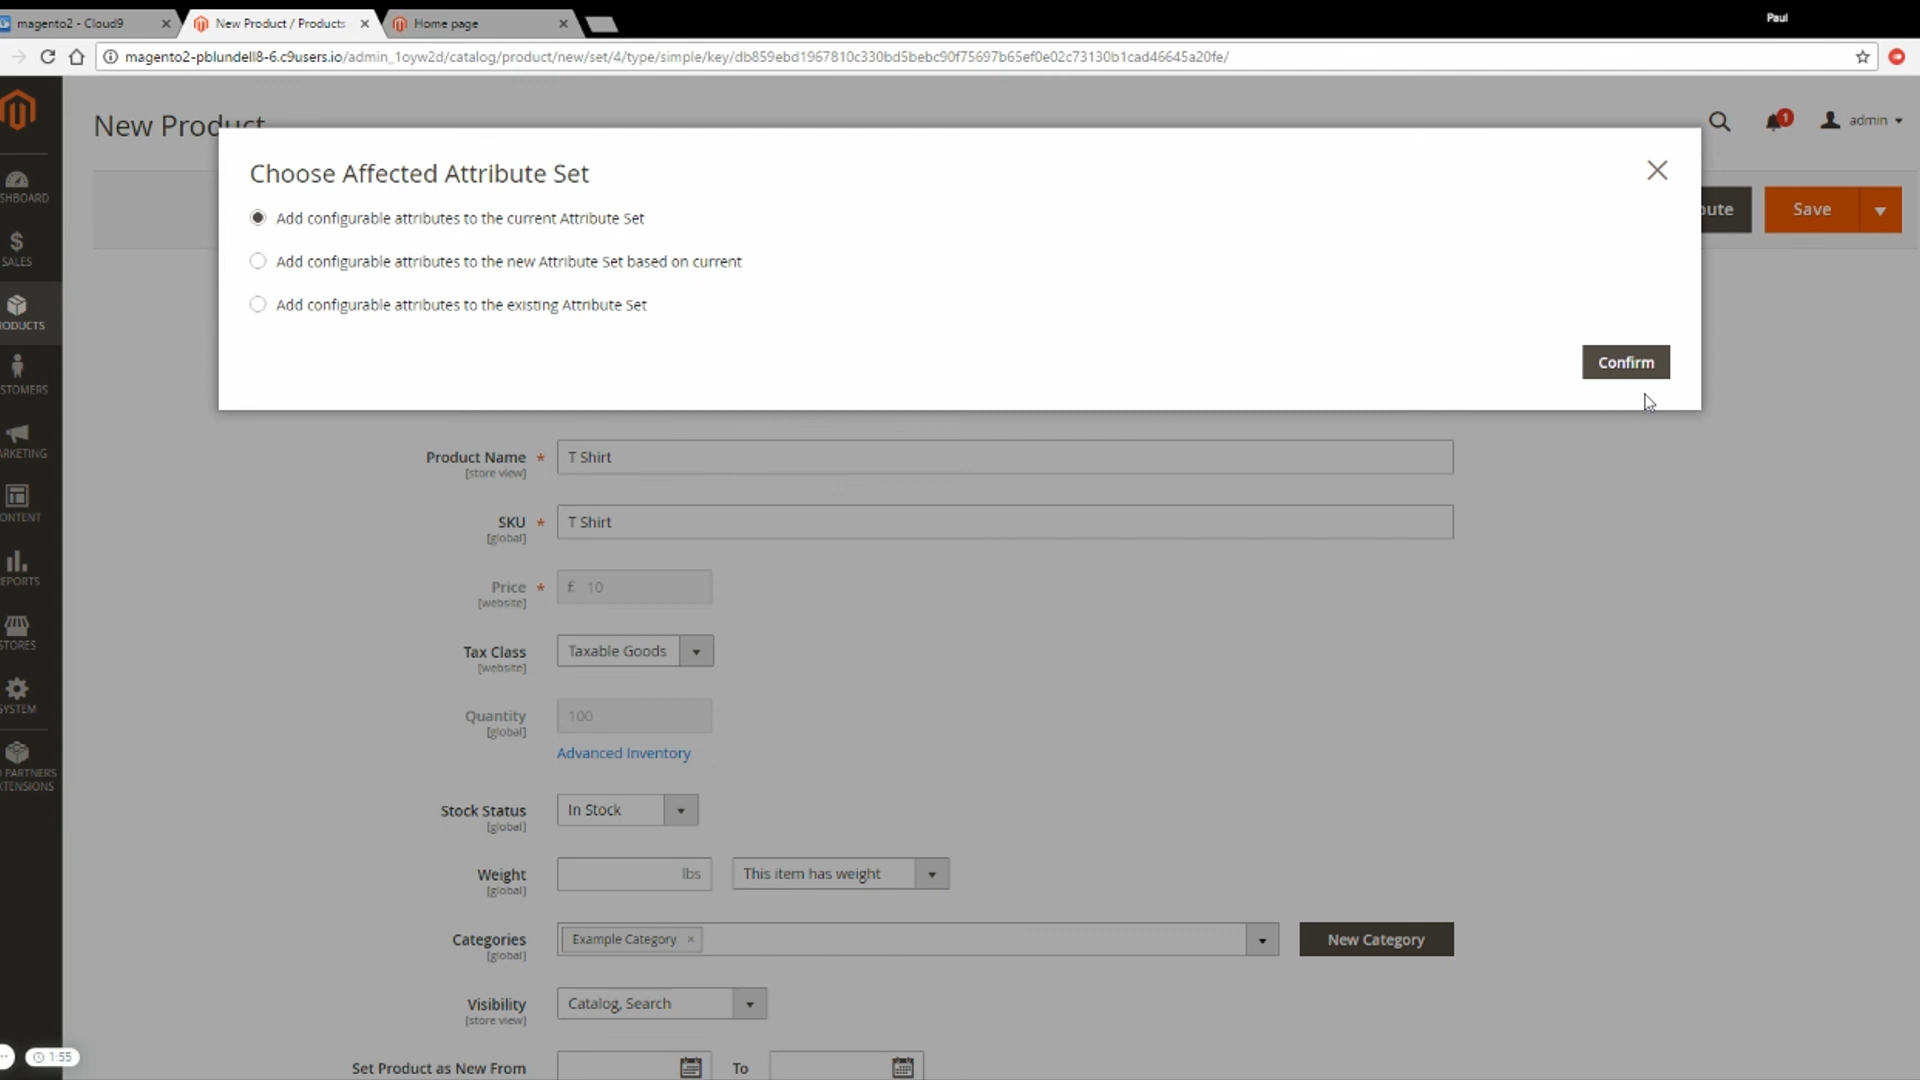 magento2 - Cloud9
New Product / Products
Home page
Paul
magento2-pblundell8-6.c9users.io/admin_1oyw2d/catalog/product/new/set/4/type/simple/key/db859ebd1967810c330bd5bebc90f75697b65ef0e02c73130b1cad46645a20fe/
New Product
1
admin
Choose Affected Attribute Set
Add configurable attributes to the current Attribute Set
Add configurable attributes to the new Attribute Set based on current
Add configurable attributes to the existing Attribute Set
Confirm
bute
Save
SHBOARD
$
SALES
RODUCTS
USTOMERS
ARKETING
ONTENT
EPORTS
STORES
SYSTEM
D PARTNERS
XTENSIONS
Product Name *
[store view]
T Shirt
SKU *
[global]
T Shirt
Price *
[website]
£ 10
Tax Class
[website]
Taxable Goods
Quantity
[global]
100
Advanced Inventory
Stock Status
[global]
In Stock
Weight
[global]
lbs
This item has weight
Categories
[global]
Example Category ×
New Category
Visibility
[store view]
Catalog, Search
1:55
Set Product as New From
To